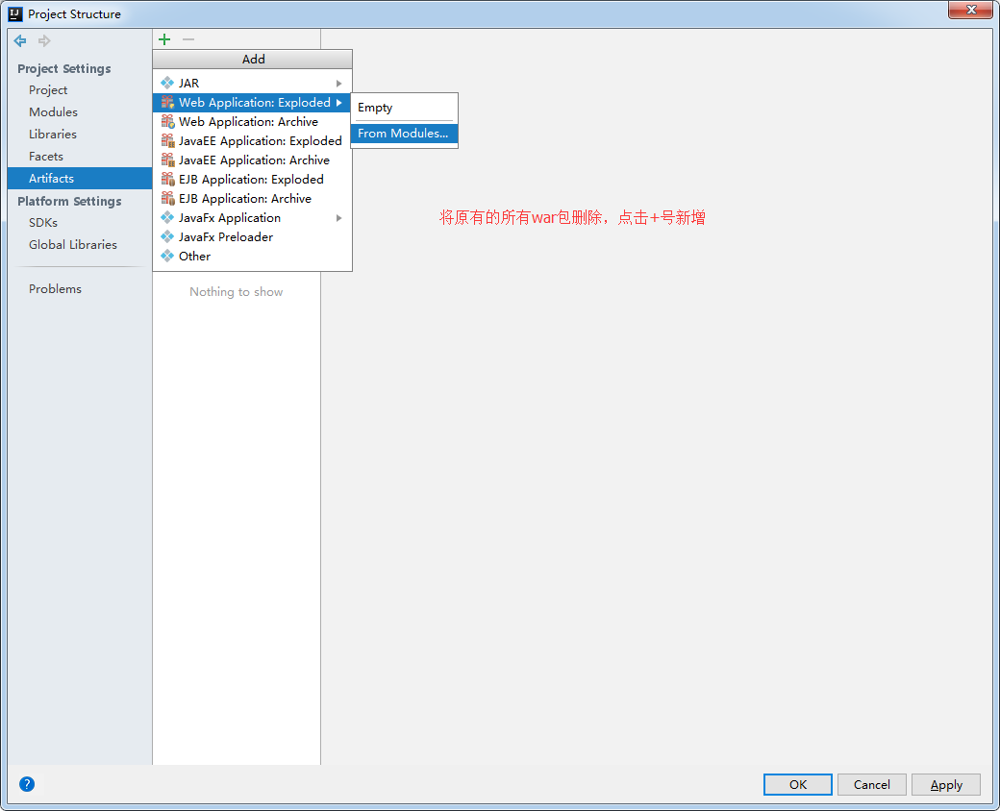 Project Structure
Project Settings
Project
Modules
Libraries
Facets
Artifacts
Platform Settings
SDKs
Global Libraries
Problems
Add
JAR
Web Application: Exploded
Web Application: Archive
JavaEE Application: Exploded
JavaEE Application: Archive
EJB Application: Exploded
EJB Application: Archive
JavaFx Application
JavaFx Preloader
Other
Empty
From Modules...
Nothing to show
将原有的所有war包删除，点击+号新增
OK
Cancel
Apply